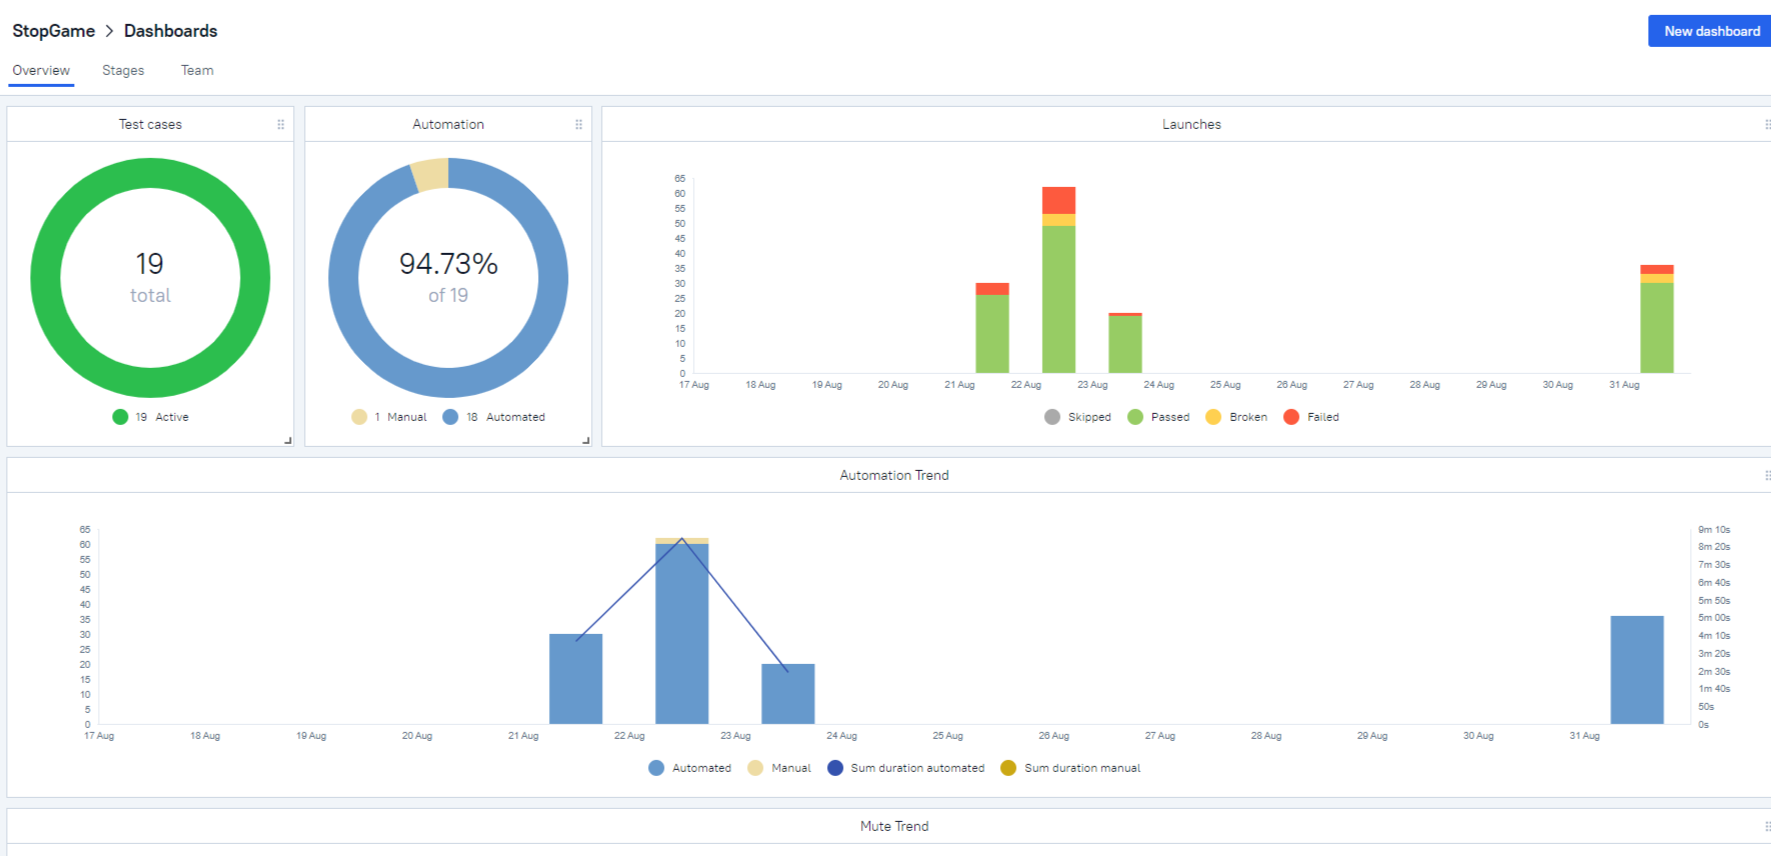 StopGame > Dashboards
New dashboard
Overview Stages Team
Test cases
19
total
19 Active
Automation
94.73%
of 19
1 Manual 18 Automated
Launches
65
60
55
50
45
40
35
30
25
20
15
10
5
0
17 Aug 18 Aug 19 Aug 20 Aug 21 Aug 22 Aug 23 Aug 24 Aug 25 Aug 26 Aug 27 Aug 28 Aug 29 Aug 30 Aug 31 Aug
Skipped Passed Broken Failed
Automation Trend
65
60
55
50
45
40
35
30
25
20
15
10
5
0
9m 10s
8m 20s
7m 30s
6m 40s
5m 50s
5m 00s
4m 10s
3m 20s
2m 30s
1m 40s
50s
0s
17 Aug 18 Aug 19 Aug 20 Aug 21 Aug 22 Aug 23 Aug 24 Aug 25 Aug 26 Aug 27 Aug 28 Aug 29 Aug 30 Aug 31 Aug
Automated Manual Sum duration automated Sum duration manual
Mute Trend